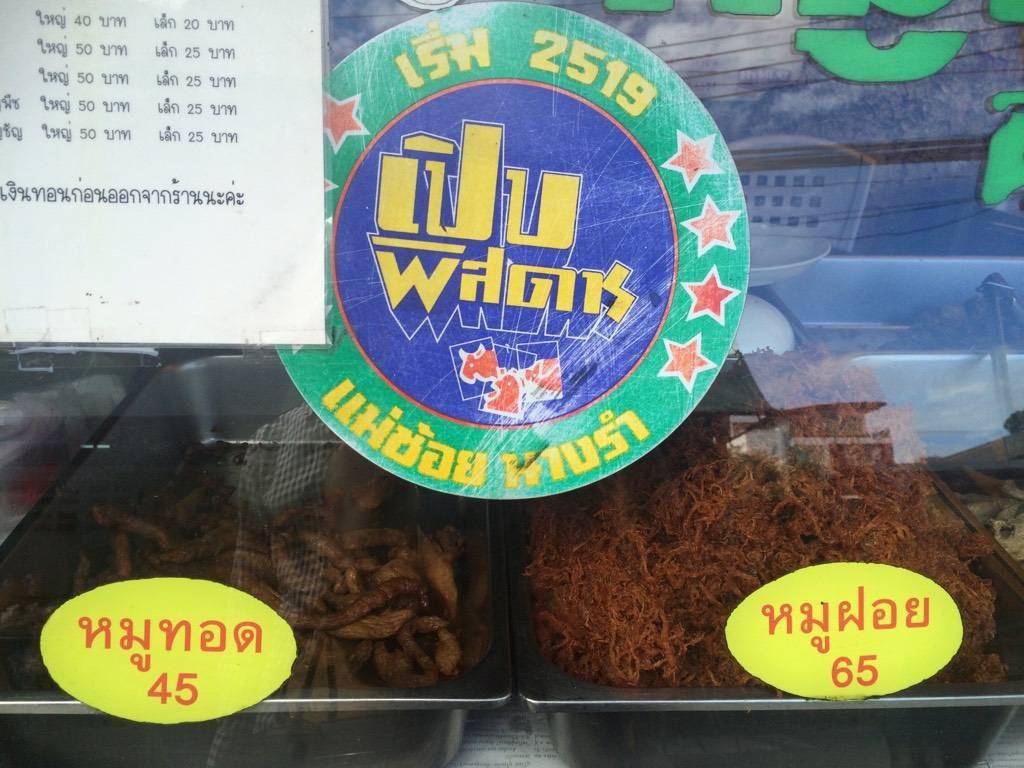 ใหญ่ 40 บาท เล็ก 20 บาท
ใหญ่ 50 บาท เล็ก 25 บาท
ใหญ่ 50 บาท เล็ก 25 บาท
ใหญ่ 50 บาท เล็ก 25 บาท
ใหญ่ 50 บาท เล็ก 25 บาท
เงินทอนก่อนออกจากร้านนะค่ะ
เริ่ม 2519
เปิบ
พิสดาร
แม่ช้อย นางรำ
หมูทอด
45
หมูฝอย
65